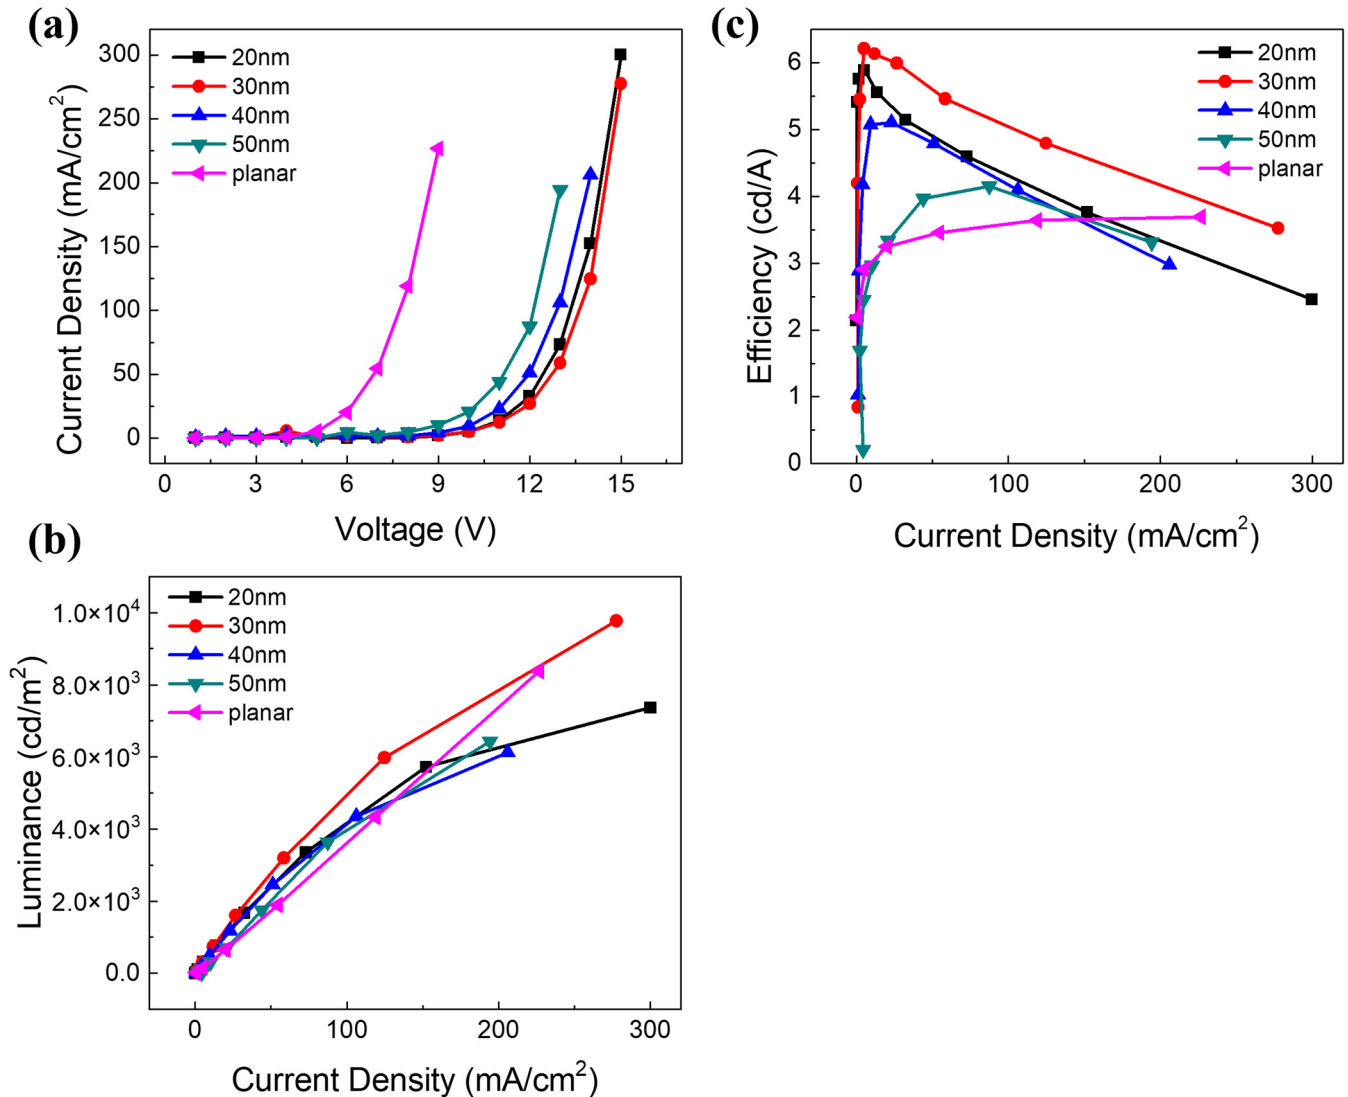 (a)
300
250
200
150
100
50
0
Current Density (mA/cm²)
20nm
30nm
40nm
50nm
planar
0 3 6 9 12 15
Voltage (V)
(c)
6
5
4
3
2
1
0
Efficiency (cd/A)
20nm
30nm
40nm
50nm
planar
0 100 200 300
Current Density (mA/cm²)
(b)
1.0×10⁴
8.0×10³
6.0×10³
4.0×10³
2.0×10³
0.0
Luminance (cd/m²)
20nm
30nm
40nm
50nm
planar
0 100 200 300
Current Density (mA/cm²)